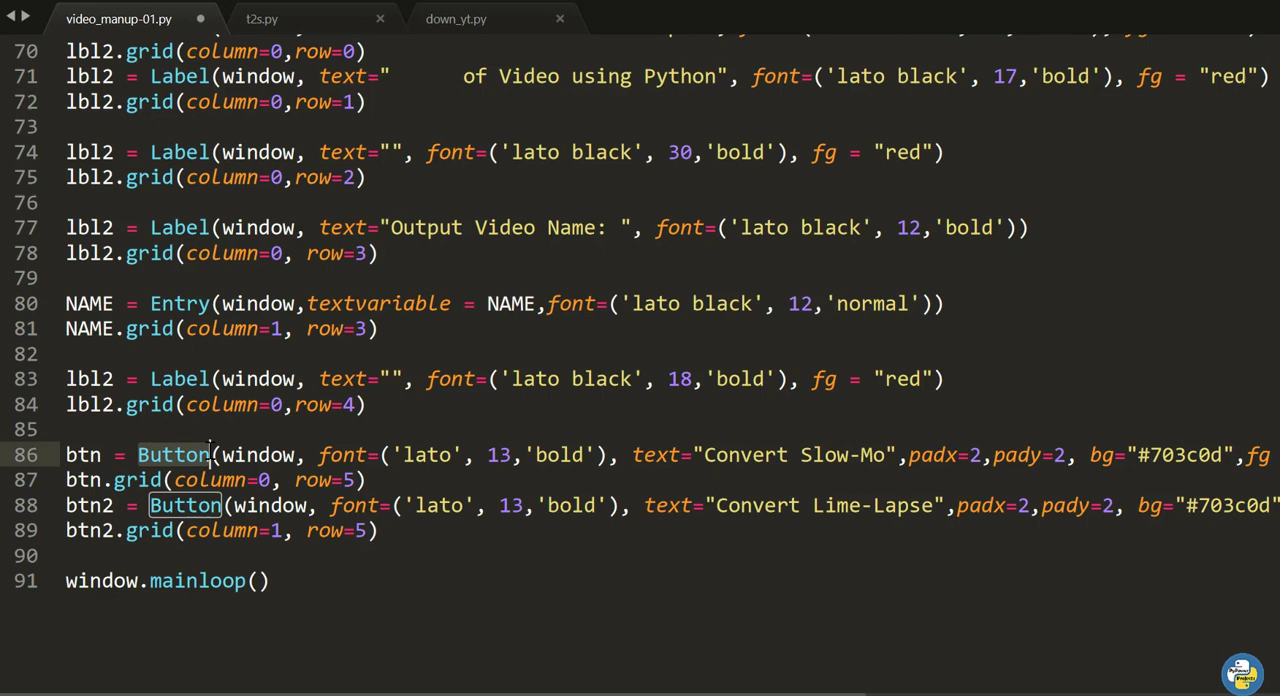 video_manup-01.py t2s.py down_yt.py
70 lbl2.grid(column=0,row=0)
71 lbl2 = Label(window, text="      of Video using Python", font=('lato black', 17,'bold'), fg = "red")
72 lbl2.grid(column=0,row=1)
73
74 lbl2 = Label(window, text="", font=('lato black', 30,'bold'), fg = "red")
75 lbl2.grid(column=0,row=2)
76
77 lbl2 = Label(window, text="Output Video Name: ", font=('lato black', 12,'bold'))
78 lbl2.grid(column=0, row=3)
79
80 NAME = Entry(window,textvariable = NAME,font=('lato black', 12,'normal'))
81 NAME.grid(column=1, row=3)
82
83 lbl2 = Label(window, text="", font=('lato black', 18,'bold'), fg = "red")
84 lbl2.grid(column=0,row=4)
85
86 btn = Button(window, font=('lato', 13,'bold'), text="Convert Slow-Mo",padx=2,pady=2, bg="#703c0d",fg
87 btn.grid(column=0, row=5)
88 btn2 = Button(window, font=('lato', 13,'bold'), text="Convert Lime-Lapse",padx=2,pady=2, bg="#703c0d"
89 btn2.grid(column=1, row=5)
90
91 window.mainloop()